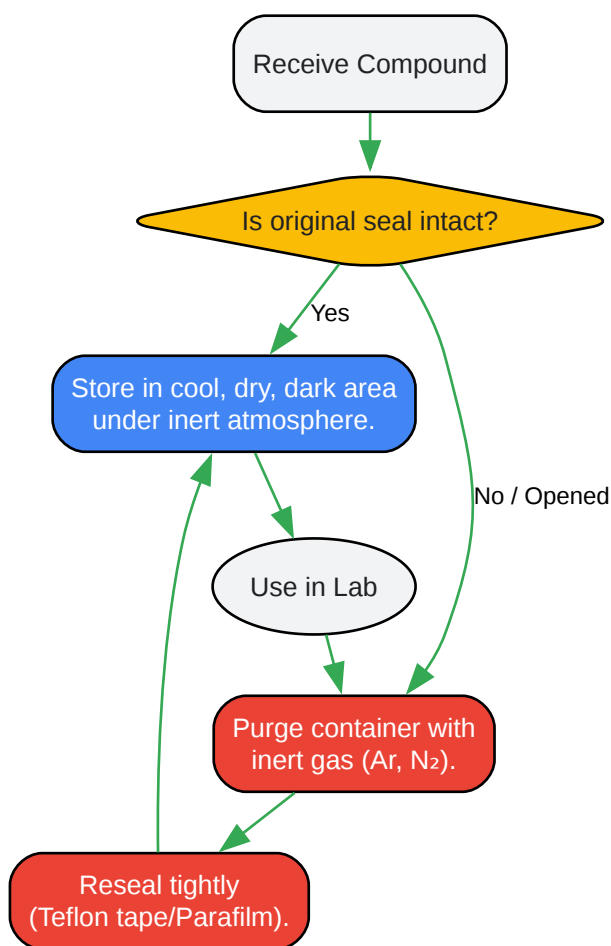 Receive Compound
Is original seal intact?
Yes
Store in cool, dry, dark area
under inert atmosphere.
No / Opened
Use in Lab
Purge container with
inert gas (Ar, N₂).
Reseal tightly
(Teflon tape/Parafilm).